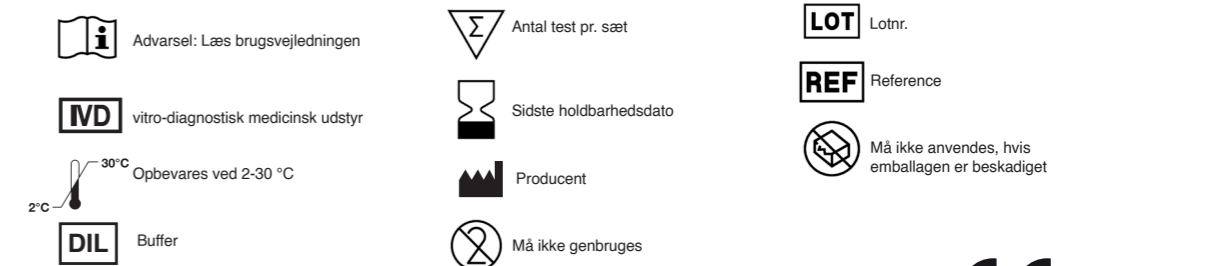 Advarsel: Læs brugsvejledningen
IVD
vitro-diagnostisk medicinsk udstyr
30°C
2°C
Opbevares ved 2-30 °C
DIL
Buffer
Σ
Antal test pr. sæt
Sidste holdbarhedsdato
Producent
2
Må ikke genbruges
LOT
Lotnr.
REF
Reference
Må ikke anvendes, hvis
emballagen er beskadiget